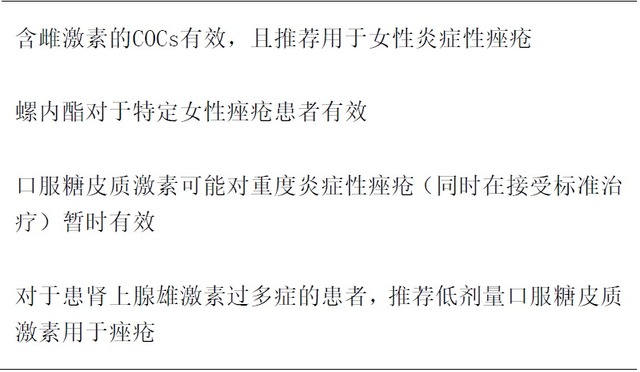 含雌激素的COCs有效，且推荐用于女性炎症性痤疮
螺内酯对于特定女性痤疮患者有效
口服糖皮质激素可能对重度炎症性痤疮（同时在接受标准治
疗）暂时有效
对于患肾上腺雄激素过多症的患者，推荐低剂量口服糖皮质
激素用于痤疮